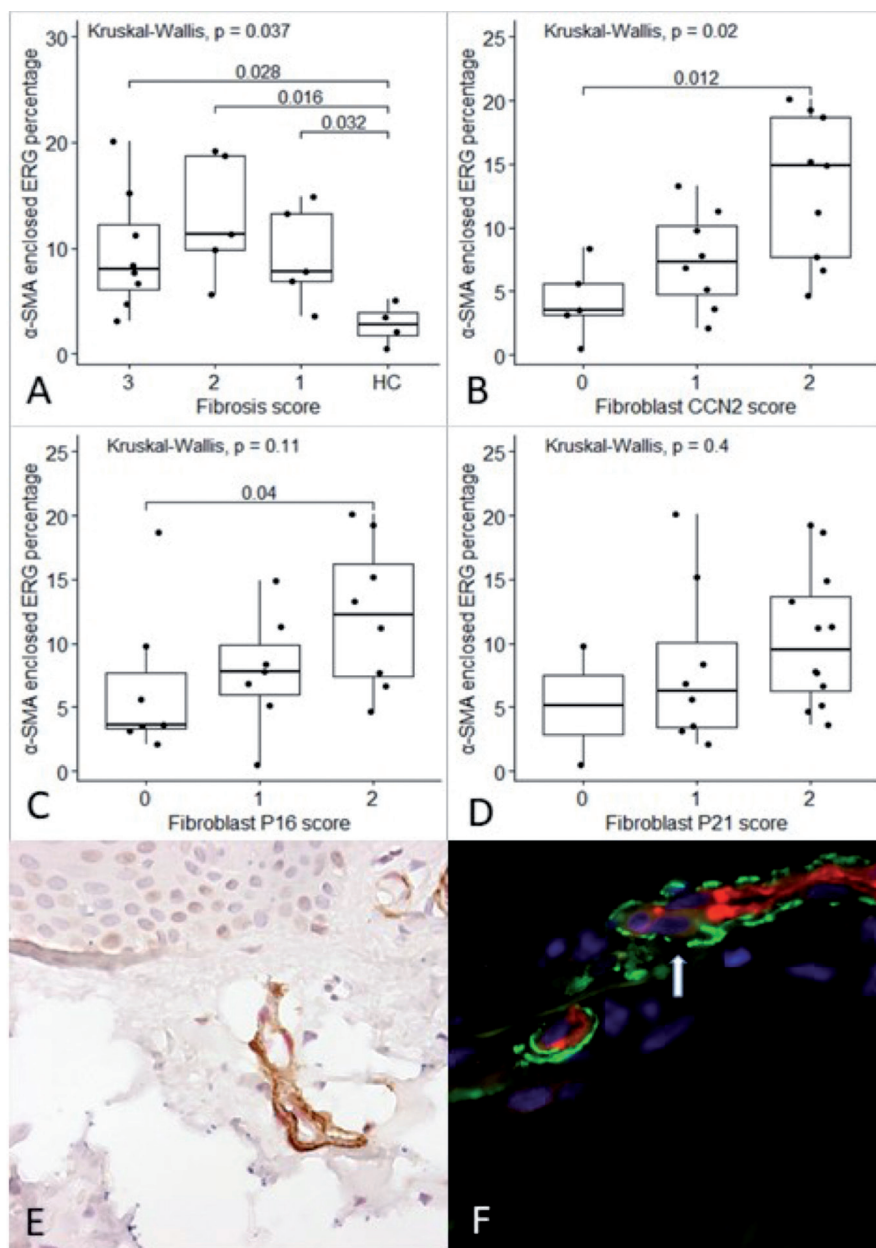 Kruskal-Wallis, p = 0.037
0.028
0.016
0.032
α-SMA enclosed ERG percentage
30
20
10
0
3 2 1 HC
Fibrosis score
A
Kruskal-Wallis, p = 0.02
0.012
α-SMA enclosed ERG percentage
25
20
15
10
5
0
0 1 2
Fibroblast CCN2 score
B
Kruskal-Wallis, p = 0.11
0.04
α-SMA enclosed ERG percentage
25
20
15
10
5
0
0 1 2
Fibroblast P16 score
C
Kruskal-Wallis, p = 0.4
α-SMA enclosed ERG percentage
25
20
15
10
5
0
0 1 2
Fibroblast P21 score
D
E
F